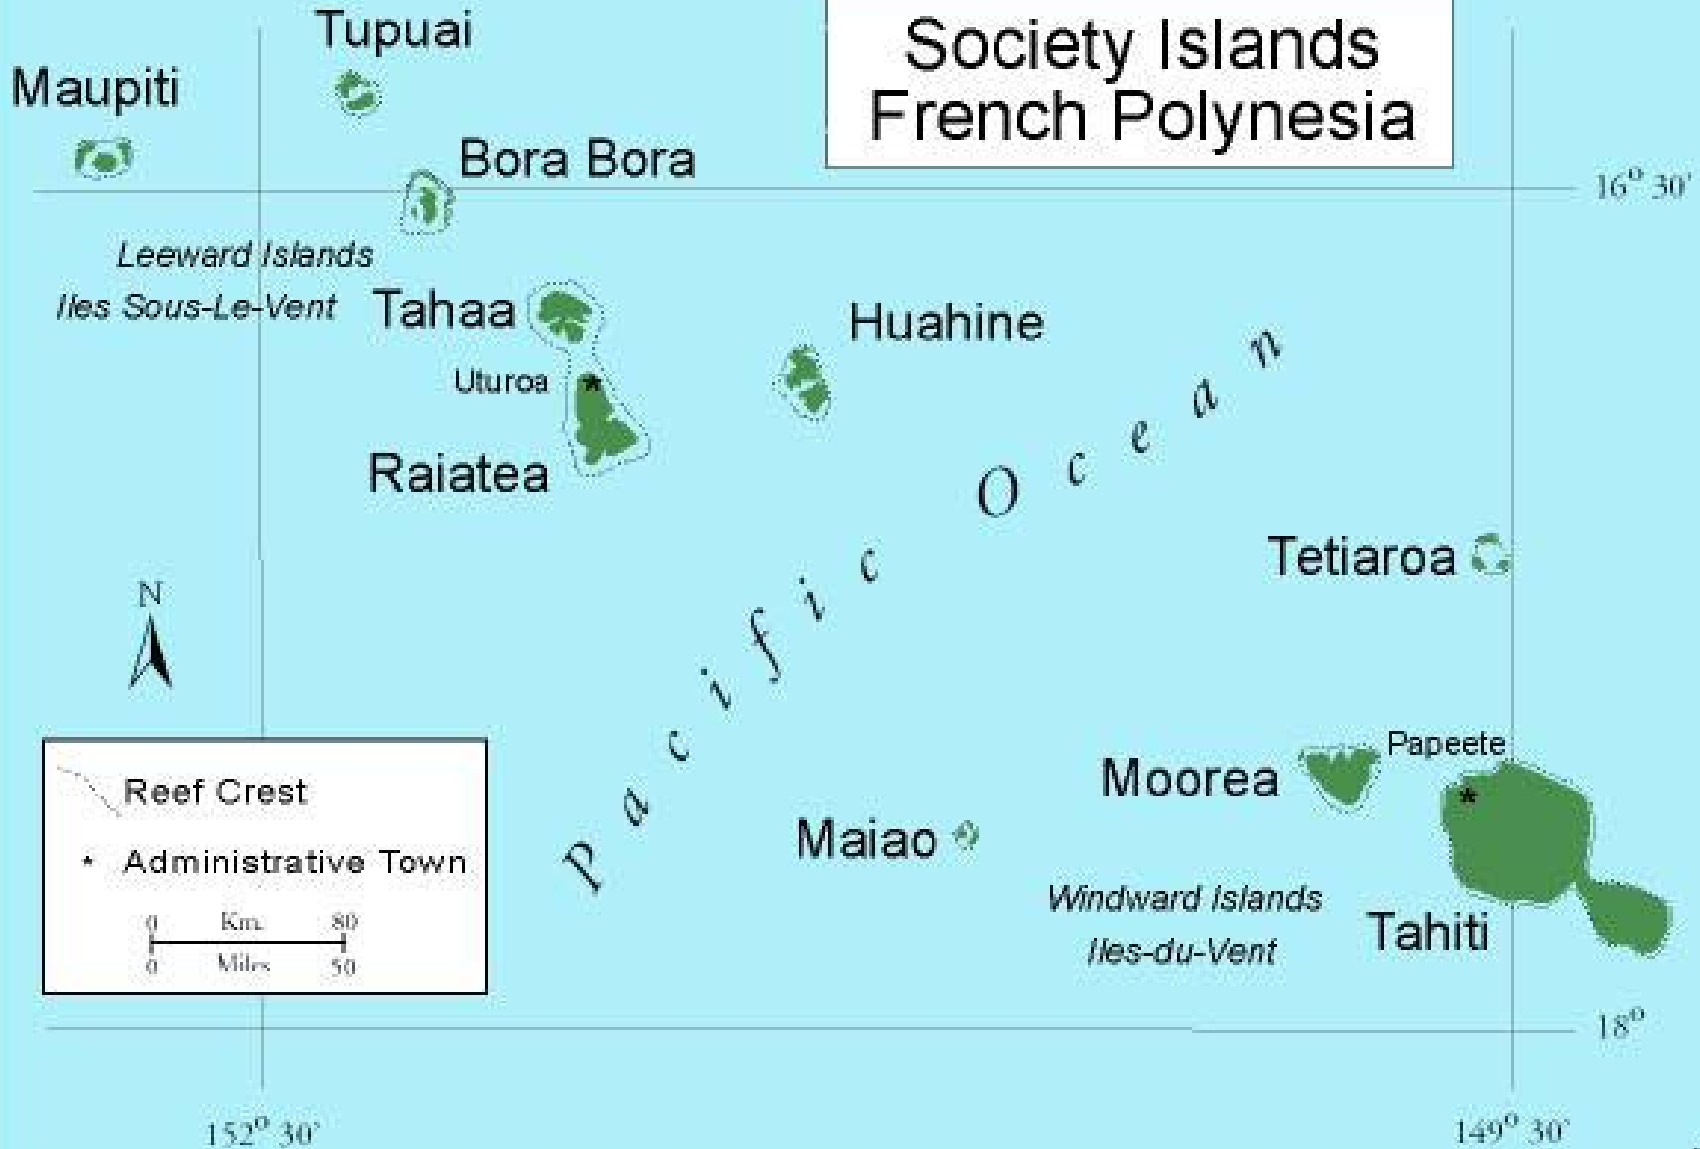 Society Islands
French Polynesia
Tupuai
Maupiti
Bora Bora
16° 30'
Leeward Islands
Iles Sous-Le-Vent
Tahaa
Huahine
Uturoa
Raiatea
Pacific Ocean
Tetiaroa
N
Papeete
Moorea
Maiao
Windward Islands
Iles-du-Vent
Tahiti
Reef Crest
* Administrative Town
0 Km. 80
0 Miles 50
18°
152° 30'
149° 30'